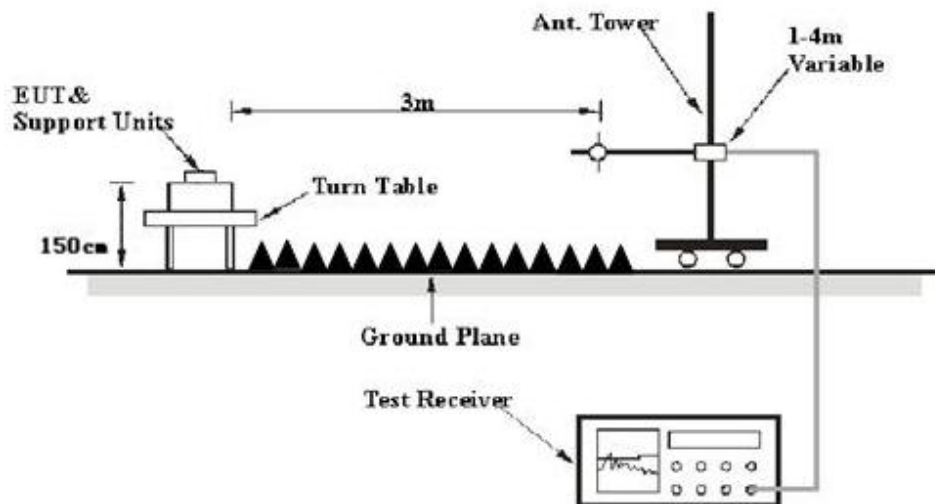 Ant. Tower
1-4m
Variable
EUT&
Support Units
3m
Turn Table
150cm
Ground Plane
Test Receiver